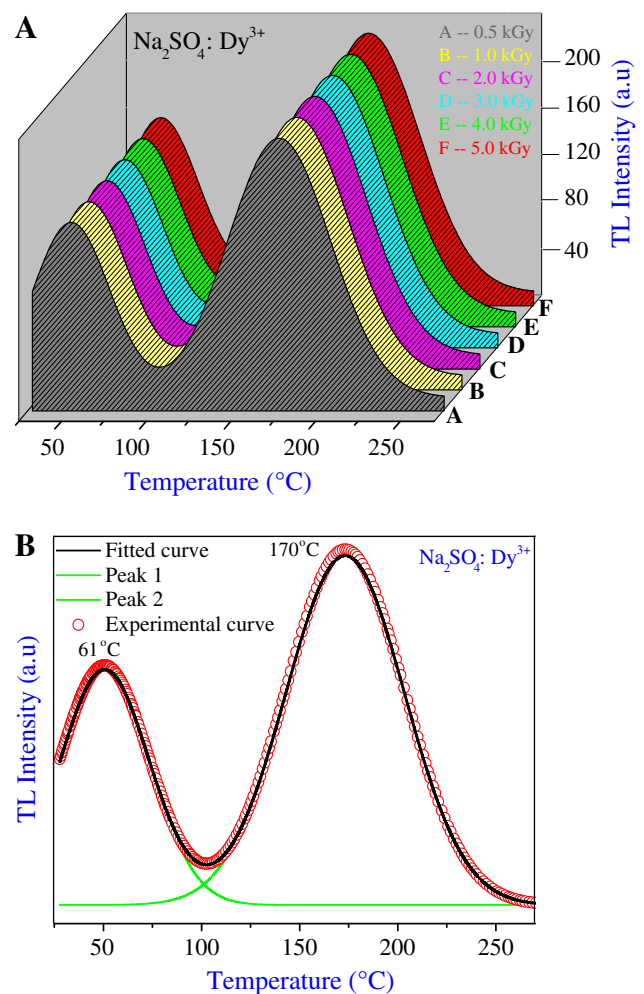 A
Na₂SO₄: Dy³⁺
A -- 0.5 kGy
B -- 1.0 kGy
C -- 2.0 kGy
D -- 3.0 kGy
E -- 4.0 kGy
F -- 5.0 kGy
200
160
120
80
40
TL Intensity (a.u)
F
E
D
C
B
A
50 100 150 200 250
Temperature (°C)
B
Fitted curve
Peak 1
Peak 2
Experimental curve
170°C
Na₂SO₄: Dy³⁺
61°C
TL Intensity (a.u)
50 100 150 200 250
Temperature (°C)